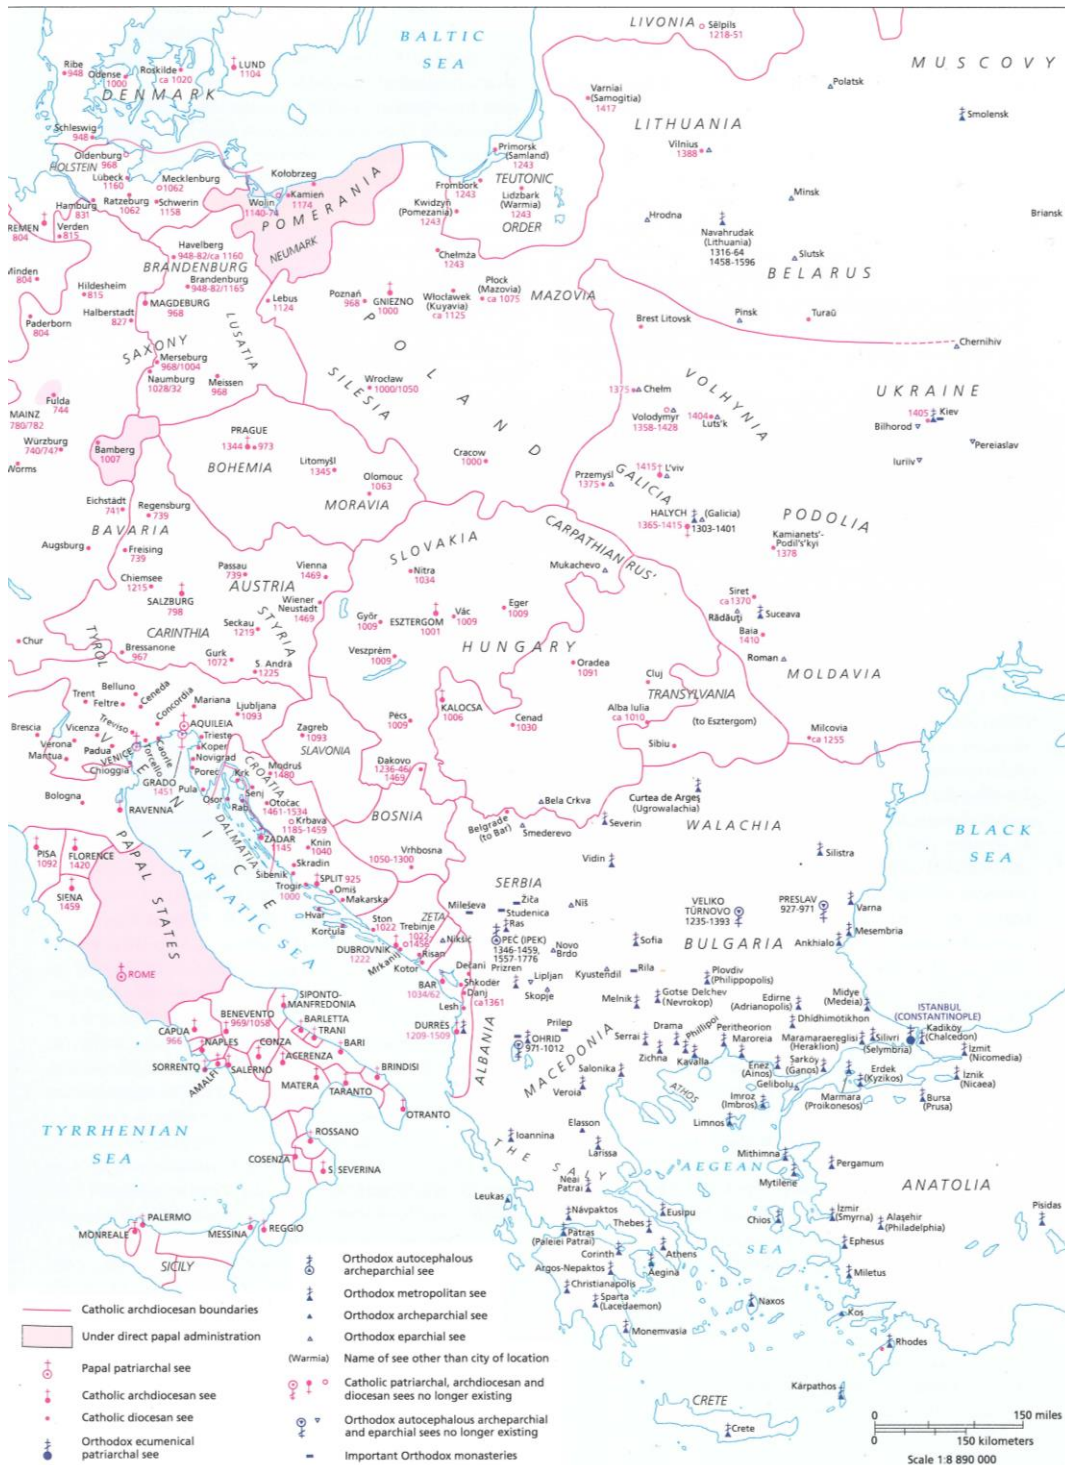 BALTIC
SEA
LIVONIA
Sēlpils
1218-51
MUSCOVY
Ribe
948
Odense
1000
Roskilde
ca 1020
LUND
1104
DENMARK
Polatsk
Smolensk
Varniai
(Samogitia)
1417
LITHUANIA
Vilnius
1388
Schleswig
948
Oldenburg
968
HOLSTEIN
Lübeck
1160
Mecklenburg
1062
Ratzeburg
1062
Schwerin
1158
Hamburg
831
REMEN
804
Verden
815
Kołobrzeg
Wolin
1140-74
Kamień
1174
POMERANIA
NEUMARK
Primorsk
(Samland)
1243
Frombork
1243
TEUTONIC
Lidzbark
(Warmia)
1243
ORDER
Kwidzyń
(Pomezania)
1243
Chełmża
1243
Minsk
Hrodna
Navahrudak
(Lithuania)
1316-64
1458-1596
Briansk
Slutsk
BELARUS
Havelberg
948-82/ca 1160
BRANDENBURG
Brandenburg
948-82/1165
Minden
804
Hildesheim
815
MAGDEBURG
968
Halberstadt
827
Paderborn
804
Lebus
1124
Poznań
968
GNIEZNO
1000
Włocławek
(Kuyavia)
ca 1125
Płock
(Mazovia)
ca 1075
MAZOVIA
Brest Litovsk
Pinsk
Turaŭ
Chernihiv
SAXONY
LUSATIA
Merseburg
968/1004
Naumburg
1028/32
Meissen
968
POLAND
SILESIA
Wrocław
1000/1050
Fulda
744
MAINZ
780/782
Würzburg
740/747
Worms
Bamberg
1007
PRAGUE
1344
973
BOHEMIA
Litomyšl
1345
Olomouc
1063
MORAVIA
Cracow
1000
1375
Chełm
VOLHYNIA
Volodymyr
1358-1428
1404
Luts'k
UKRAINE
1405
Kiev
Bilhorod
Pereiaslav
Iuriïv
Przemyśl
1375
1415
L'viv
GALICIA
HALYCH
(Galicia)
1365-1415
1303-1401
PODOLIA
Kamianets'-
Podil's'kyi
1378
Eichstädt
741
Regensburg
739
BAVARIA
Augsburg
Freising
739
Passau
739
Vienna
1469
Chiemsee
1215
SALZBURG
798
AUSTRIA
Wiener
Neustadt
1469
STYRIA
Seckau
1219
CARINTHIA
TYROL
Chur
Bressanone
967
Gurk
1072
S. Andrä
1225
SLOVAKIA
Nitra
1034
CARPATHIAN RUS'
Mukachevo
Győr
1009
ESZTERGOM
1001
Vác
1009
Eger
1009
Veszprém
1009
HUNGARY
Oradea
1091
Cluj
TRANSYLVANIA
Alba Iulia
ca 1010
(to Esztergom)
Sibiu
Siret
ca 1370
Rădăuţi
Suceava
Baia
1410
Roman
MOLDAVIA
Milcovia
ca 1255
KALOCSA
1006
Pécs
1009
Cenad
1030
Belluno
Trent
Feltre
Ceneda
Concordia
Mariana
Ljubljana
1093
Brescia
Vicenza
Treviso
AQUILEIA
Trieste
Verona
Padua
VENICE
Torcello
Caorle
Koper
Novigrad
Mantua
Chioggia
GRADO
1451
Poreč
Pula
Bologna
RAVENNA
VENICE
Zagreb
1093
SLAVONIA
Modruš
1480
CROATIA
Krk
Senj
Osor
Rab
Otočac
1461-1534
Krbava
1185-1459
ZADAR
1145
DALMATIA
Knin
1040
Skradin
Šibenik
Trogir
1000
SPLIT 925
Omiš
Makarska
Đakovo
1236-46/
1469
BOSNIA
Vrhbosna
1050-1300
Bela Crkva
Belgrade
(to Bar)
Smederevo
Severin
Curtea de Argeş
(Ugrowalachia)
WALACHIA
BLACK
SEA
Vidin
Silistra
PISA
1092
FLORENCE
1420
SIENA
1459
PAPAL STATES
ADRIATIC SEA
ROME
Hvar
Korčula
Ston
1022
DUBROVNIK
1222
Mrkanij
Trebinje
1022
1456
ZETA
Nikšić
Risan
Kotor
BAR
1034/62
SERBIA
Mileševa
Žiča
Studenica
Ras
Niš
PEĆ (IPEK)
1346-1459,
1557-1776
Novo
Brdo
Prizren
Dečani
Lipljan
Skopje
Shkoder
Danj
ca 1361
Lesh
DURRËS
1209-1509
ALBANIA
OHRID
971-1012
Prilep
VELIKO
TŬRNOVO
1235-1393
PRESLAV
927-971
Varna
Mesembria
Ankhialo
Sofia
BULGARIA
Kyustendil
Rila
Plovdiv
(Philippopolis)
Melnik
Gotse Delchev
(Nevrokop)
Edirne
(Adrianopolis)
Midye
(Medeia)
ISTANBUL
(CONSTANTINOPLE)
Dhidhimótikhon
Kadiköy
(Chalcedon)
Maramaraereglisi
(Heraklion)
Silivri
(Selymbria)
Izmit
(Nicomedia)
Iznik
(Nicaea)
Bursa
(Prusa)
Erdek
(Kyzikos)
Marmara
(Proikonesos)
Sarköy
(Ganos)
Gelibolu
Enez
(Ainos)
Imroz
(Imbros)
Limnos
Serrai
Drama
Philippoi
Peritheorion
Maroreia
Zichna
Kavalla
MACEDONIA
Salonika
Veroia
ATHOS
SIPONTO-
MANFREDONIA
BENEVENTO
969/1058
BARLETTA
TRANI
BARI
CAPUA
966
NAPLES
CONZA
ACERENZA
SORRENTO
AMALFI
SALERNO
MATERA
TARANTO
BRINDISI
OTRANTO
ROSSANO
COSENZA
S. SEVERINA
TYRRHENIAN
SEA
PALERMO
MONREALE
MESSINA
REGGIO
SICILY
Ioannina
Elasson
Larissa
THESSALY
Neai
Patrai
Leukas
Návpaktos
Patras
(Paleiei Patrai)
Thebes
Eusipu
Corinth
Athens
Aegina
Argos-Nepaktos
Christianapolis
Sparta
(Lacedaemon)
Monemvasia
AEGEAN
SEA
Mithimna
Mytilene
Pergamum
ANATOLIA
Chios
Izmir
(Smyrna)
Alaşehir
(Philadelphia)
Pisidas
Ephesus
Miletus
Naxos
Kos
Rhodes
Kárpathos
CRETE
Crete
Catholic archdiocesan boundaries
Under direct papal administration
Papal patriarchal see
Catholic archdiocesan see
Catholic diocesan see
Orthodox ecumenical
patriarchal see
Orthodox autocephalous
archeparchial see
Orthodox metropolitan see
Orthodox archeparchial see
Orthodox eparchial see
(Warmia) Name of see other than city of location
Catholic patriarchal, archdiocesan and
diocesan sees no longer existing
Orthodox autocephalous archeparchial
and eparchial sees no longer existing
Important Orthodox monasteries
0 150 miles
0 150 kilometers
Scale 1:8 890 000